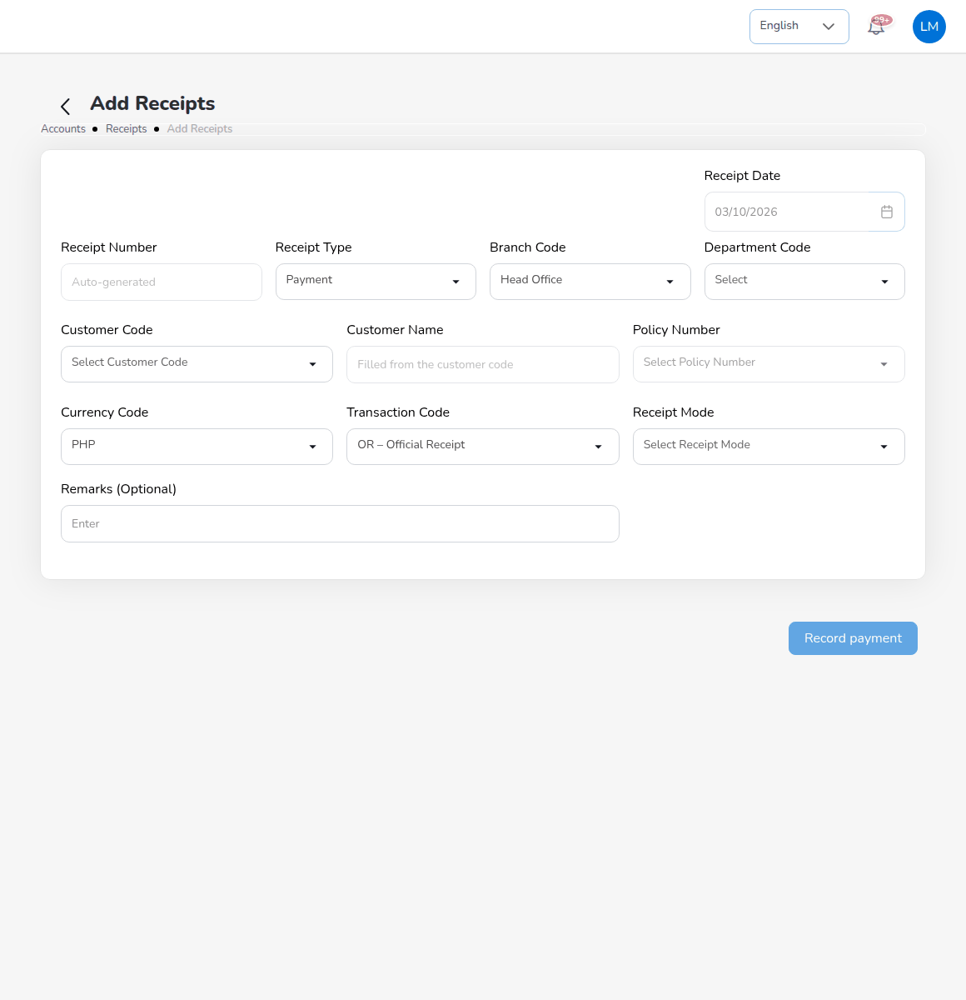 English
99+
LM
Add Receipts
Accounts
Receipts
Add Receipts
Receipt Date
03/10/2026
Receipt Number
Receipt Type
Branch Code
Department Code
Auto-generated
Payment
Head Office
Select
Customer Code
Customer Name
Policy Number
Select Customer Code
Filled from the customer code
Select Policy Number
Currency Code
Transaction Code
Receipt Mode
PHP
OR – Official Receipt
Select Receipt Mode
Remarks (Optional)
Enter
Record payment